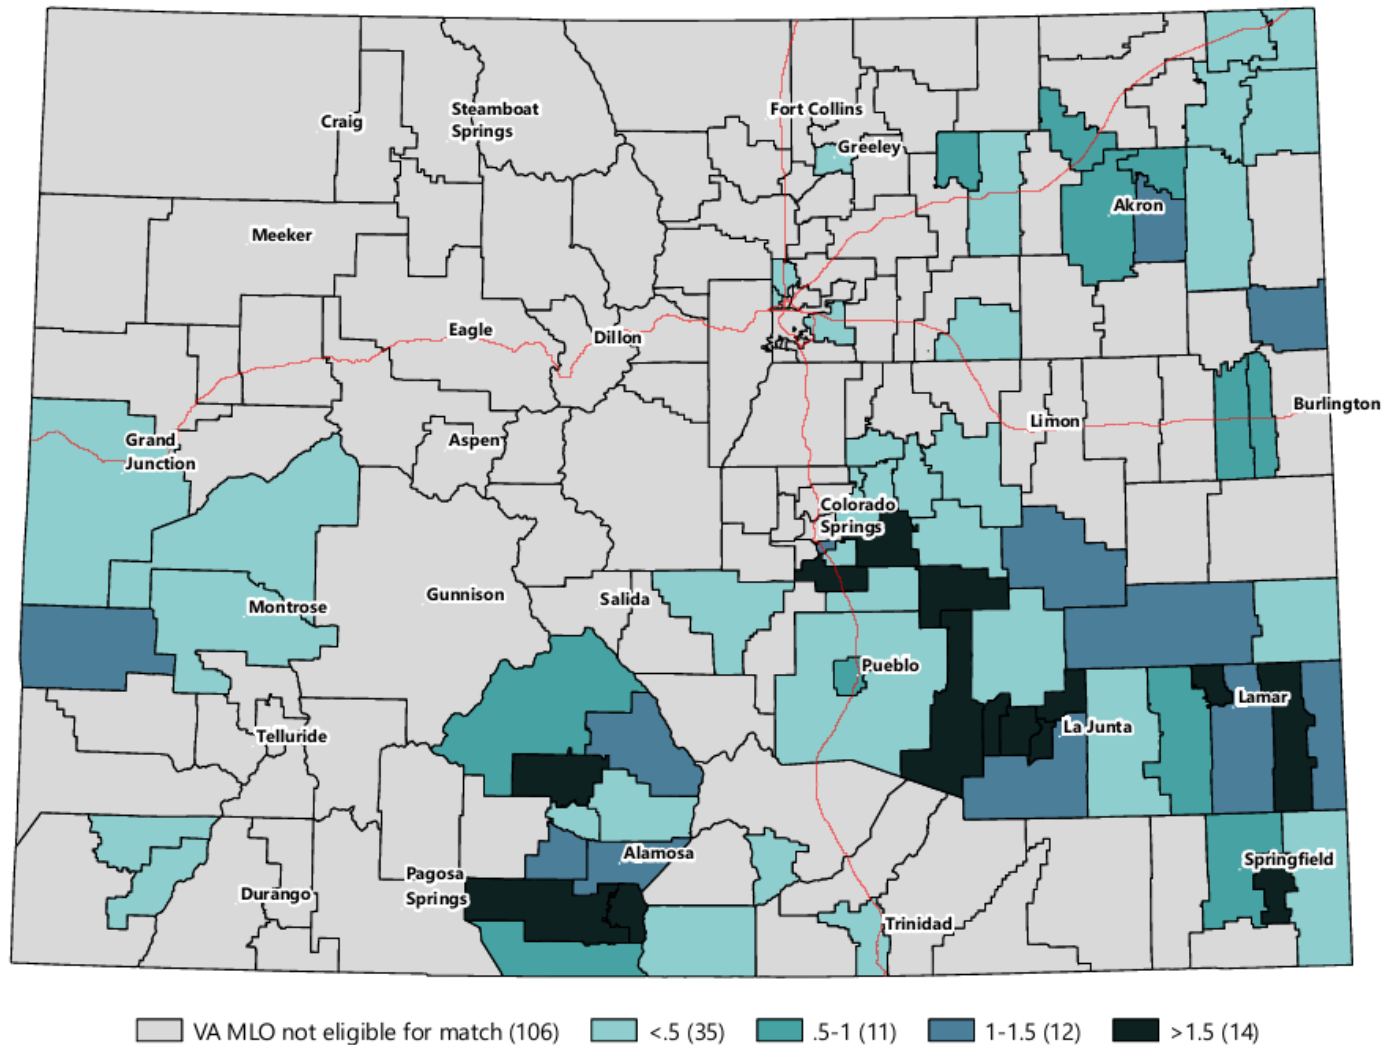 Fort Collins
Steamboat
Springs
Craig
Greeley
Akron
Meeker
Eagle
Dillon
Burlington
Limon
Grand
Junction
Aspen
Colorado
Springs
Gunnison
Salida
Montrose
Pueblo
Lamar
La Junta
Telluride
Alamosa
Springfield
Pagosa
Springs
Durango
Trinidad
VA MLO not eligible for match (106) <.5 (35) .5-1 (11) 1-1.5 (12) >1.5 (14)